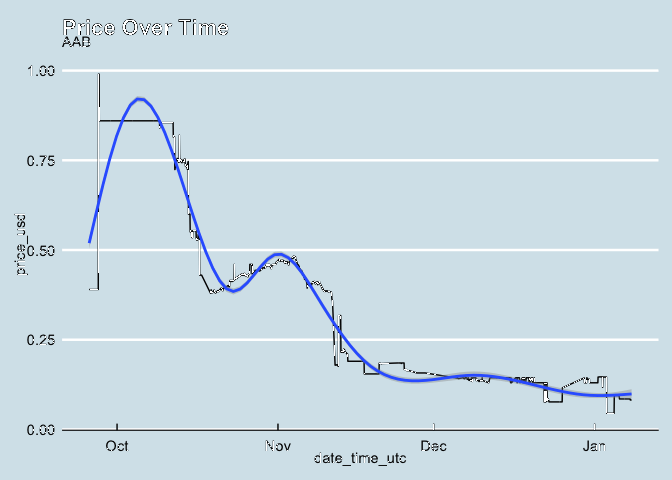 Price Over Time
AAB
1.00
0.75
0.50
0.25
0.00
price_usd
Oct Nov Dec Jan
date_time_utc